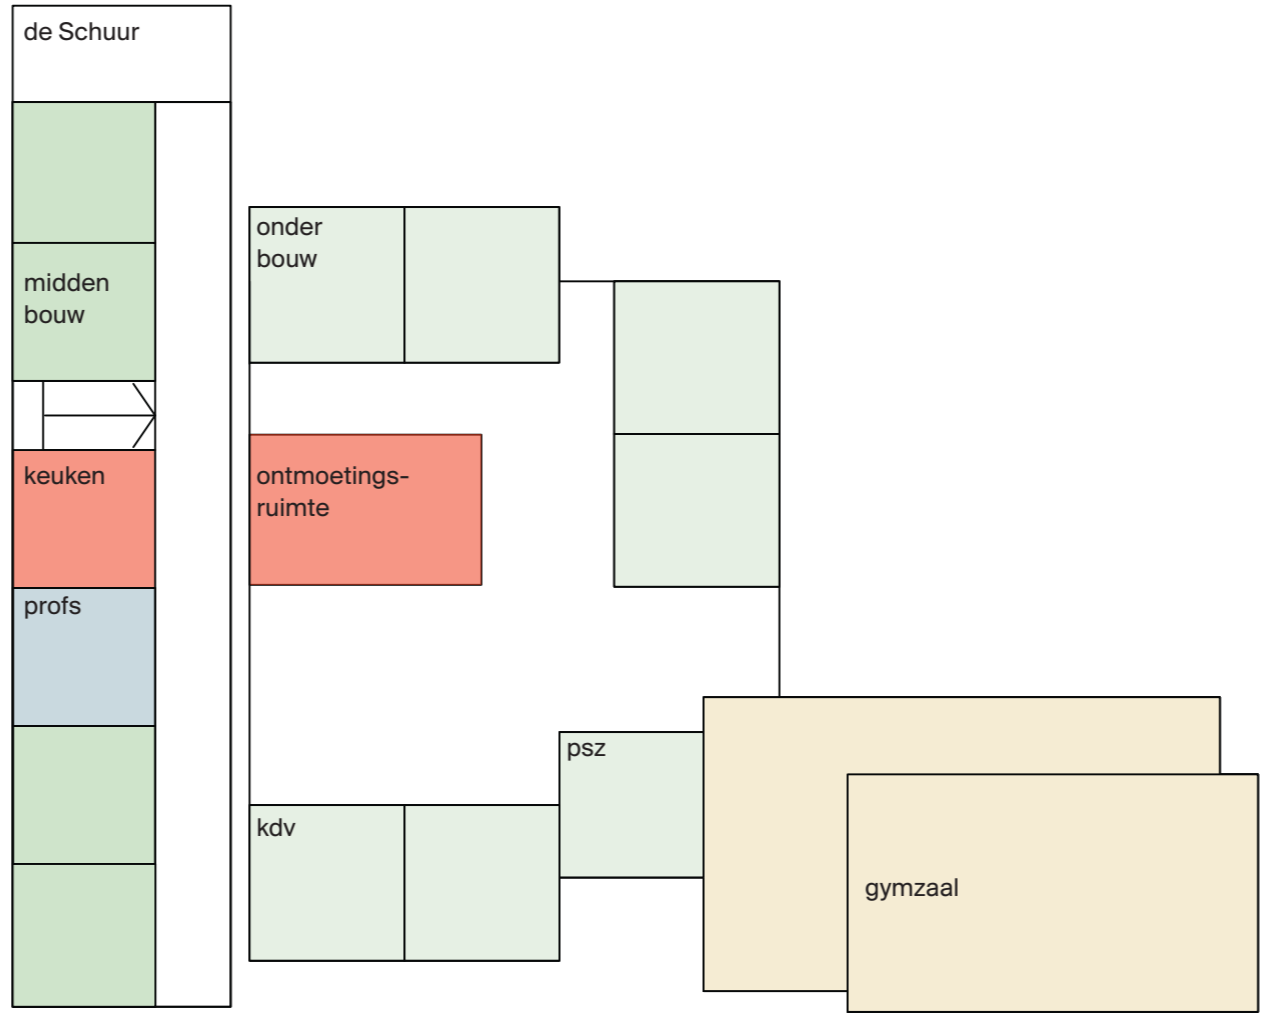 de Schuur
midden
bouw
keuken
profs
onder
bouw
ontmoetings-
ruimte
kdv
psz
gymzaal